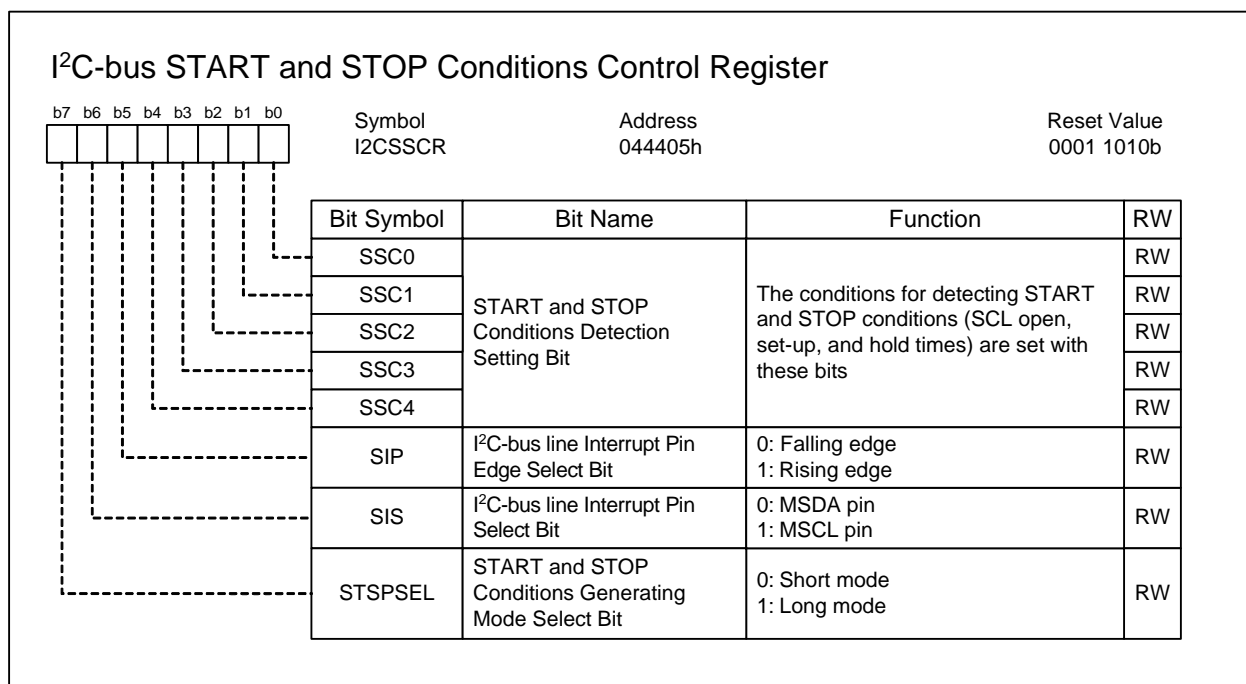 I²C-bus START and STOP Conditions Control Register
b7 b6 b5 b4 b3 b2 b1 b0
Symbol Address Reset Value
I2CSSCR 044405h 0001 1010b
Bit Symbol Bit Name Function RW
SSC0 RW
SSC1 RW
SSC2 RW
SSC3 RW
SSC4 RW
START and STOP
Conditions Detection
Setting Bit
The conditions for detecting START
and STOP conditions (SCL open,
set-up, and hold times) are set with
these bits
SIP
I²C-bus line Interrupt Pin
Edge Select Bit
0: Falling edge
1: Rising edge
RW
SIS
I²C-bus line Interrupt Pin
Select Bit
0: MSDA pin
1: MSCL pin
RW
STSPSEL
START and STOP
Conditions Generating
Mode Select Bit
0: Short mode
1: Long mode
RW